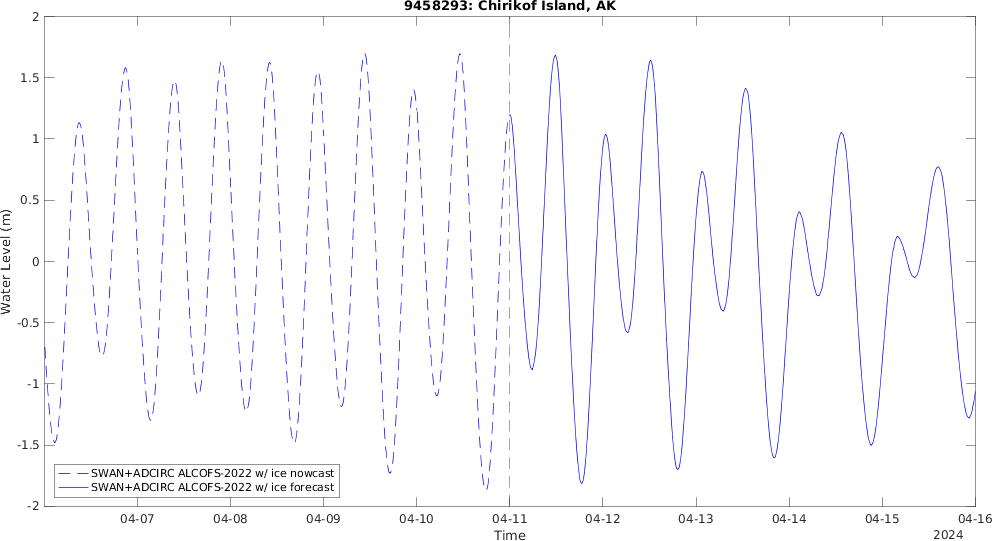 9458293: Chirikof Island, AK
2
1.5
1
0.5
0
-0.5
-1
-1.5
-2
Water Level (m)
SWAN+ADCIRC ALCOFS-2022 w/ ice nowcast
SWAN+ADCIRC ALCOFS-2022 w/ ice forecast
04-07 04-08 04-09 04-10 04-11 04-12 04-13 04-14 04-15 04-16
Time
2024